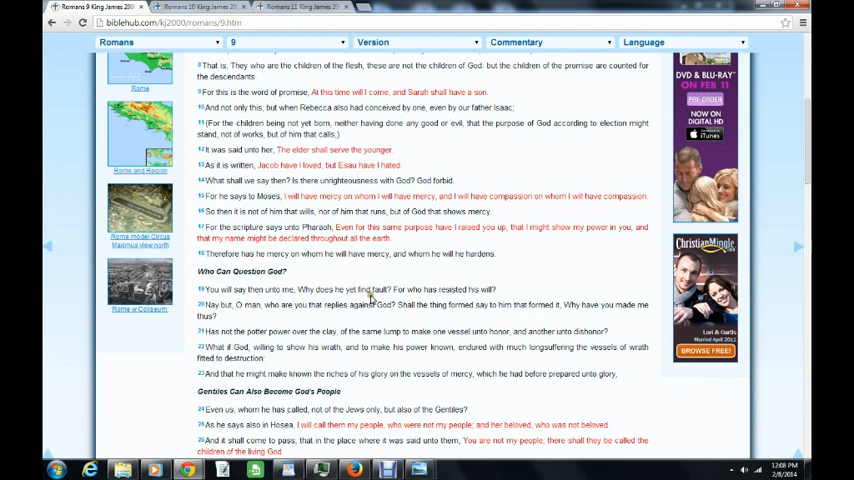 Romans 9 King James 2000
Romans 10 King James 200
Romans 11 King James 200
biblehub.com/kj2000/romans/9.htm
Romans 9 Version Commentary Language
8 That is, They who are the children of the flesh, these are not the children of God: but the children of the promise are counted for
the descendants.
9 For this is the word of promise, At this time will I come, and Sarah shall have a son.
10 And not only this; but when Rebecca also had conceived by one, even by our father Isaac;
11 (For the children being not yet born, neither having done any good or evil, that the purpose of God according to election might
stand, not of works, but of him that calls;)
12 It was said unto her, The elder shall serve the younger.
13 As it is written, Jacob have I loved, but Esau have I hated.
14 What shall we say then? Is there unrighteousness with God? God forbid.
15 For he says to Moses, I will have mercy on whom I will have mercy, and I will have compassion on whom I will have compassion.
16 So then it is not of him that wills, nor of him that runs, but of God that shows mercy.
17 For the scripture says unto Pharaoh, Even for this same purpose have I raised you up, that I might show my power in you, and
that my name might be declared throughout all the earth.
18 Therefore has he mercy on whom he will have mercy, and whom he will he hardens.
Who Can Question God?
19 You will say then unto me, Why does he yet find fault? For who has resisted his will?
20 Nay but, O man, who are you that replies against God? Shall the thing formed say to him that formed it, Why have you made me
thus?
21 Has not the potter power over the clay, of the same lump to make one vessel unto honor, and another unto dishonor?
22 What if God, willing to show his wrath, and to make his power known, endured with much longsuffering the vessels of wrath
fitted to destruction:
23 And that he might make known the riches of his glory on the vessels of mercy, which he had before prepared unto glory,
Gentiles Can Also Become God's People
24 Even us, whom he has called, not of the Jews only, but also of the Gentiles?
25 As he says also in Hosea, I will call them my people, who were not my people; and her beloved, who was not beloved.
26 And it shall come to pass, that in the place where it was said unto them, You are not my people; there shall they be called the
children of the living God.
Rome
Rome and Region
Rome model Circus
Maximus view north
Rome w Coliseum
DVD & BLU-RAY™
ON FEB 11
PRE-ORDER
NOW ON
DIGITAL HD
iTunes
ChristianMingle
Lori & Curtis
Married April 2011
BROWSE FREE!
12:08 PM
2/8/2014